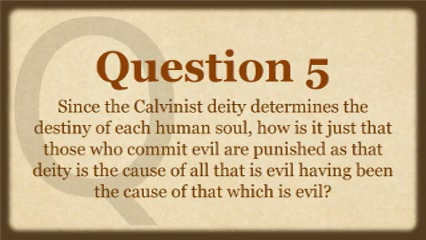 Question 5
Since the Calvinist deity determines the
destiny of each human soul, how is it just that
those who commit evil are punished as that
deity is the cause of all that is evil having been
the cause of that which is evil?